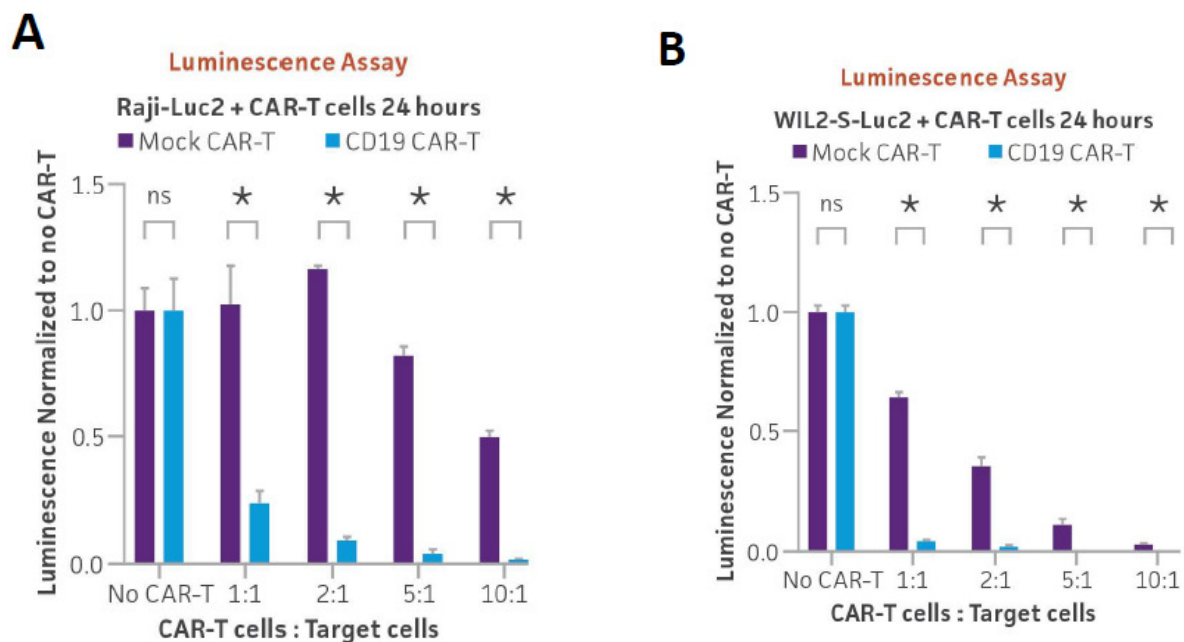 A
Luminescence Assay
Raji-Luc2 + CAR-T cells 24 hours
Mock CAR-T CD19 CAR-T
Luminescence Normalized to no CAR-T
1.5
1.0
0.5
0.0
ns * * * *
No CAR-T 1:1 2:1 5:1 10:1
CAR-T cells : Target cells
B
Luminescence Assay
WIL2-S-Luc2 + CAR-T cells 24 hours
Mock CAR-T CD19 CAR-T
Luminescence Normalized to no CAR-T
1.5
1.0
0.5
0.0
ns * * * *
No CAR-T 1:1 2:1 5:1 10:1
CAR-T cells : Target cells